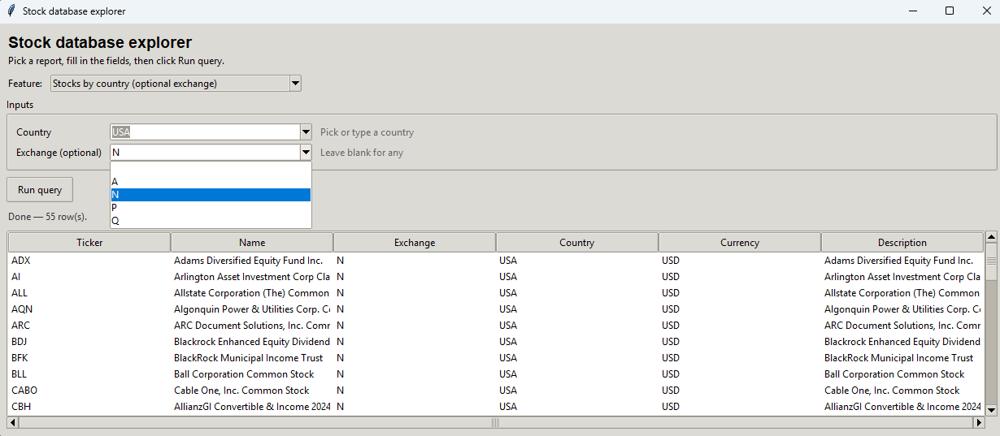 Stock database explorer
Stock database explorer
Pick a report, fill in the fields, then click Run query.
Feature: Stocks by country (optional exchange)
Inputs
Country USA Pick or type a country
Exchange (optional) N Leave blank for any
A
Run query N
P
Done — 55 row(s). Q
Ticker Name Exchange Country Currency Description
ADX Adams Diversified Equity Fund Inc. N USA USD Adams Diversified Equity Fund Inc.
AI Arlington Asset Investment Corp Cla N USA USD Arlington Asset Investment Corp Cla
ALL Allstate Corporation (The) Common N USA USD Allstate Corporation (The) Common
AQN Algonquin Power & Utilities Corp. Co N USA USD Algonquin Power & Utilities Corp. Co
ARC ARC Document Solutions, Inc. Comm N USA USD ARC Document Solutions, Inc. Comm
BDJ Blackrock Enhanced Equity Dividend N USA USD Blackrock Enhanced Equity Dividend
BFK BlackRock Municipal Income Trust N USA USD BlackRock Municipal Income Trust
BLL Ball Corporation Common Stock N USA USD Ball Corporation Common Stock
CABO Cable One, Inc. Common Stock N USA USD Cable One, Inc. Common Stock
CBH AllianzGI Convertible & Income 2024 N USA USD AllianzGI Convertible & Income 2024